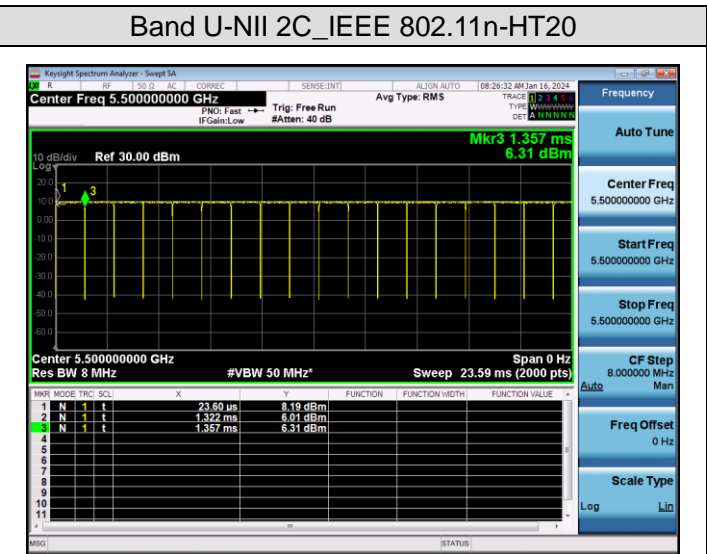 Band U-NII 2C_IEEE 802.11n-HT20
Keysight Spectrum Analyzer - Swept SA
R RF 50 Ω AC CORREC SENSE:INT ALIGN AUTO 08:26:32 AM Jan 16, 2024
Center Freq 5.500000000 GHz
PNO: Fast
IFGain:Low
Trig: Free Run
#Atten: 40 dB
Avg Type: RMS
TRACE 1 2 3 4 5 6
TYPE WWWWWW
DET A N N N N N
Mkr3 1.357 ms
6.31 dBm
10 dB/div Ref 30.00 dBm
Log
20.0
10.0
0.00
-10.0
-20.0
-30.0
-40.0
-50.0
-60.0
1
3
Center 5.500000000 GHz Span 0 Hz
Res BW 8 MHz #VBW 50 MHz* Sweep 23.59 ms (2000 pts)
MKR MODE TRC SCL X Y FUNCTION FUNCTION WIDTH FUNCTION VALUE
1 N 1 t 23.60 µs 8.19 dBm
2 N 1 t 1.322 ms 6.01 dBm
3 N 1 t 1.357 ms 6.31 dBm
4
5
6
7
8
9
10
11
MSG STATUS
Frequency
Auto Tune
Center Freq
5.500000000 GHz
Start Freq
5.500000000 GHz
Stop Freq
5.500000000 GHz
CF Step
8.000000 MHz
Auto Man
Freq Offset
0 Hz
Scale Type
Log Lin